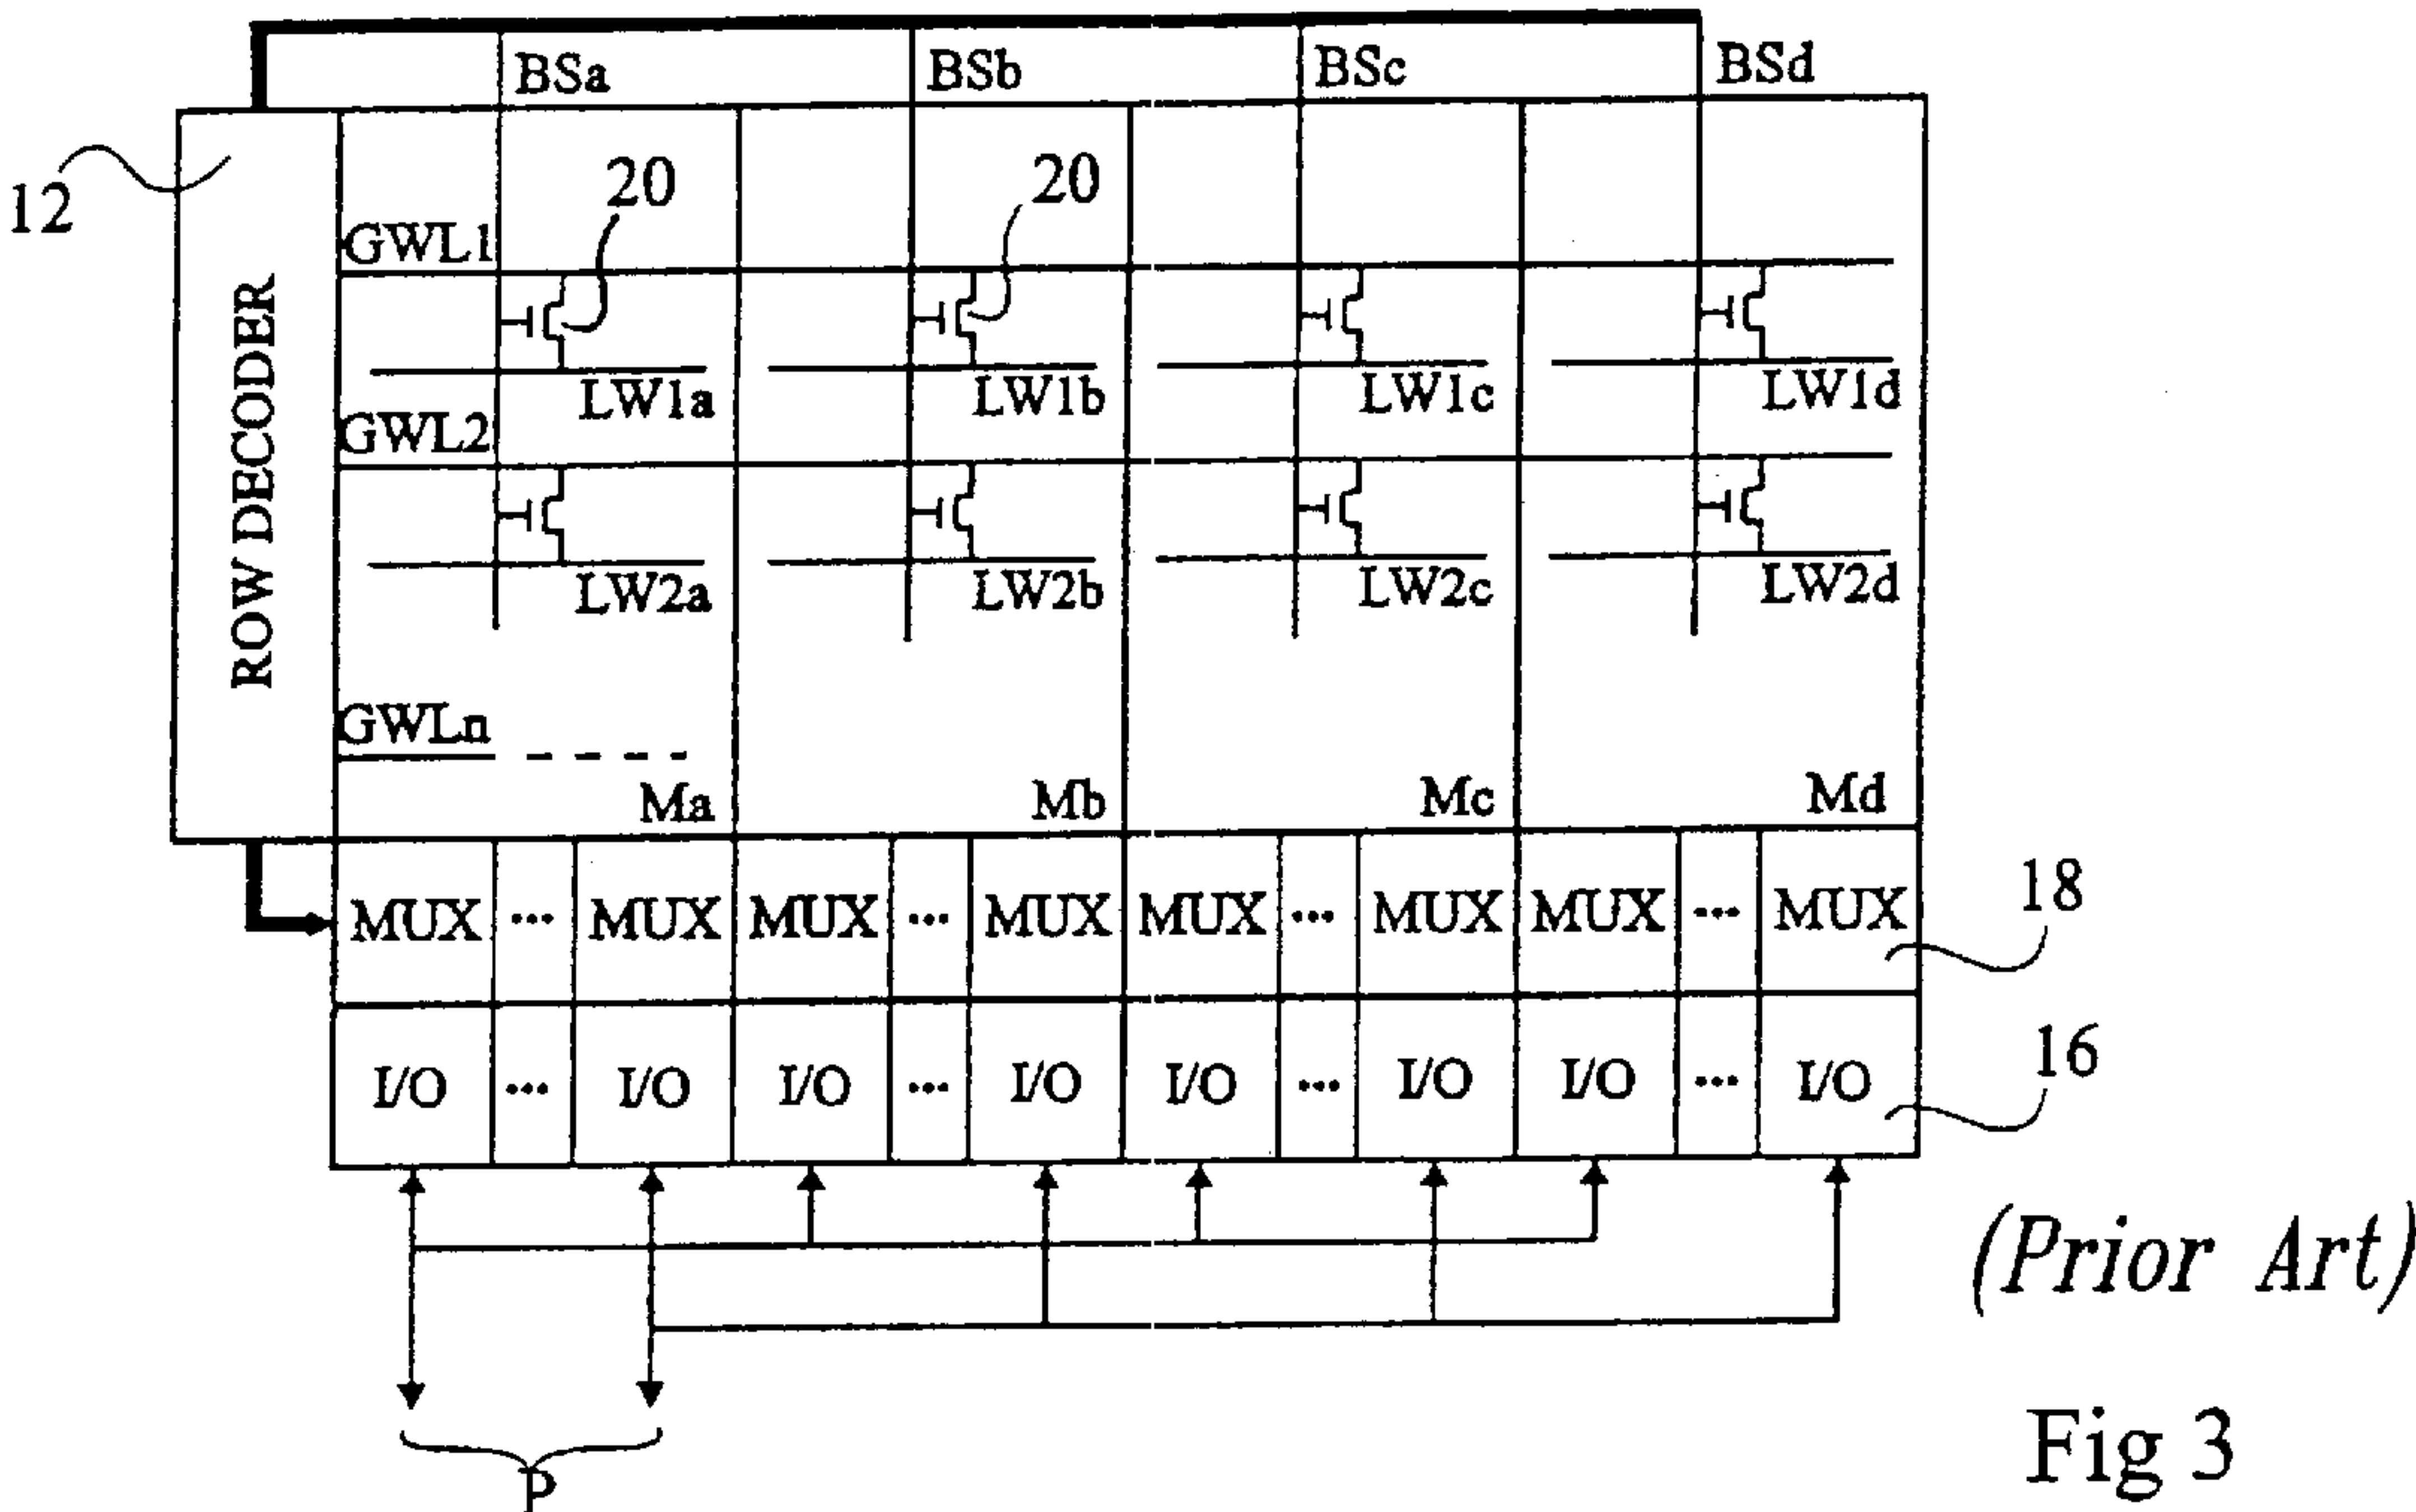 BSa BSb BSc BSd
12
20 20
GWL1
ROW DECODER
LW1a LW1b LW1c LW1d
GWL2
LW2a LW2b LW2c LW2d
GWLn
Ma Mb Mc Md
MUX ... MUX MUX ... MUX MUX ... MUX MUX ... MUX
18
I/O ... I/O I/O ... I/O I/O ... I/O I/O ... I/O
16
(Prior Art)
P
Fig 3